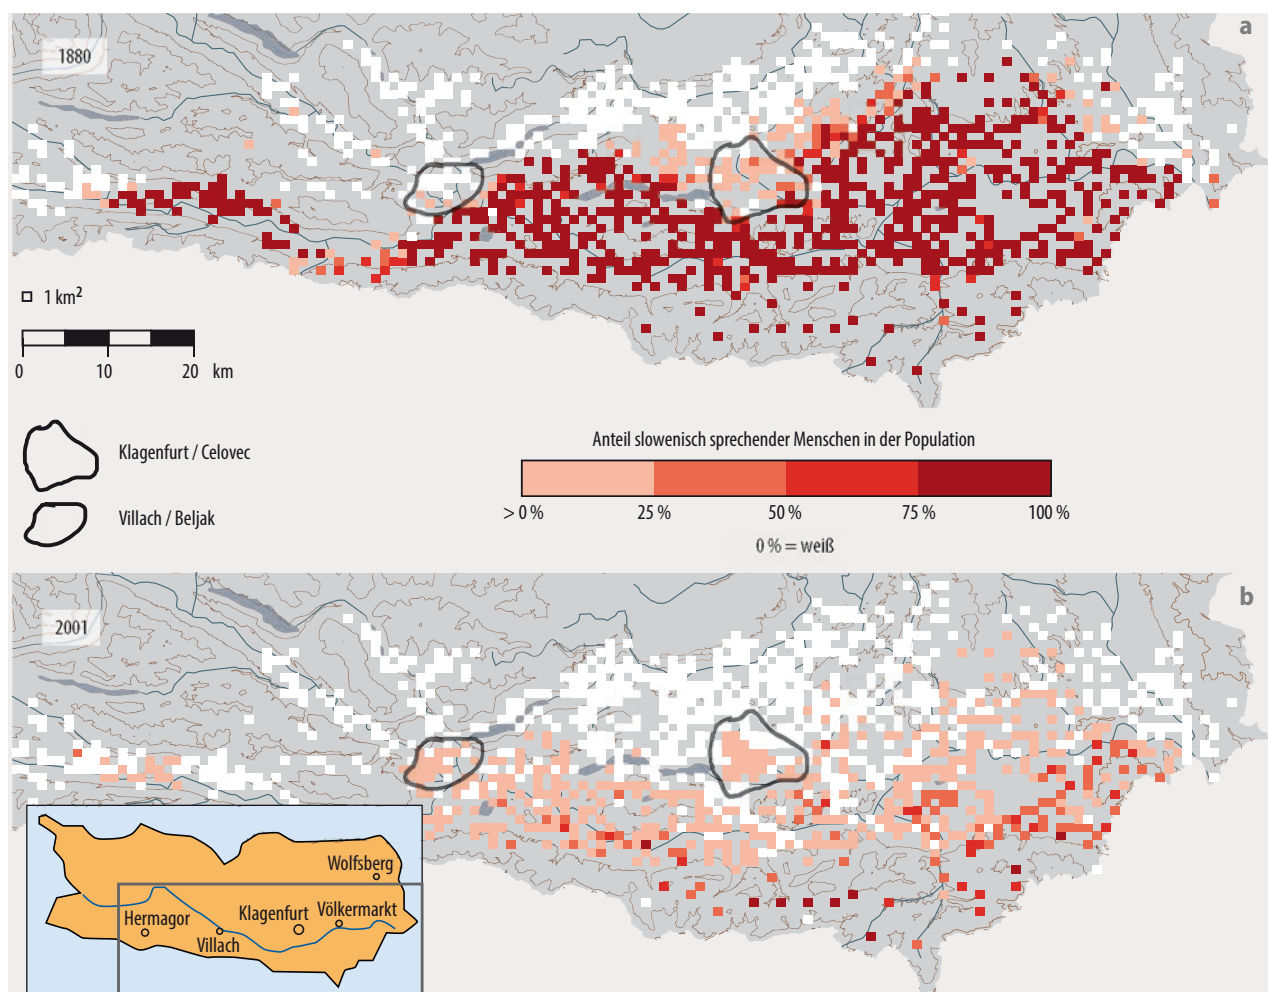 a
1880
1 km²
0 10 20 km
Klagenfurt / Celovec
Villach / Beljak
Anteil slowenisch sprechender Menschen in der Population
> 0 % 25 % 50 % 75 % 100 %
0 % = weiß
b
2001
Wolfsberg
Hermagor
Klagenfurt
Völkermarkt
Villach